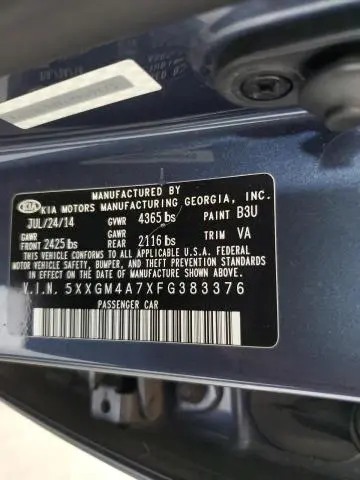 MANUFACTURED BY
KIA KIA MOTORS MANUFACTURING GEORGIA, INC.
JUL/24/14 GVWR 4365 lbs PAINT B3U
GAWR FRONT 2425 lbs GAWR REAR 2116 lbs TRIM VA
THIS VEHICLE CONFORMS TO ALL APPLICABLE U.S.A. FEDERAL
MOTOR VEHICLE SAFETY, BUMPER, AND THEFT PREVENTION STANDARDS
IN EFFECT ON THE DATE OF MANUFACTURE SHOWN ABOVE.
V.I.N. 5XXGM4A7XFG383376
PASSENGER CAR